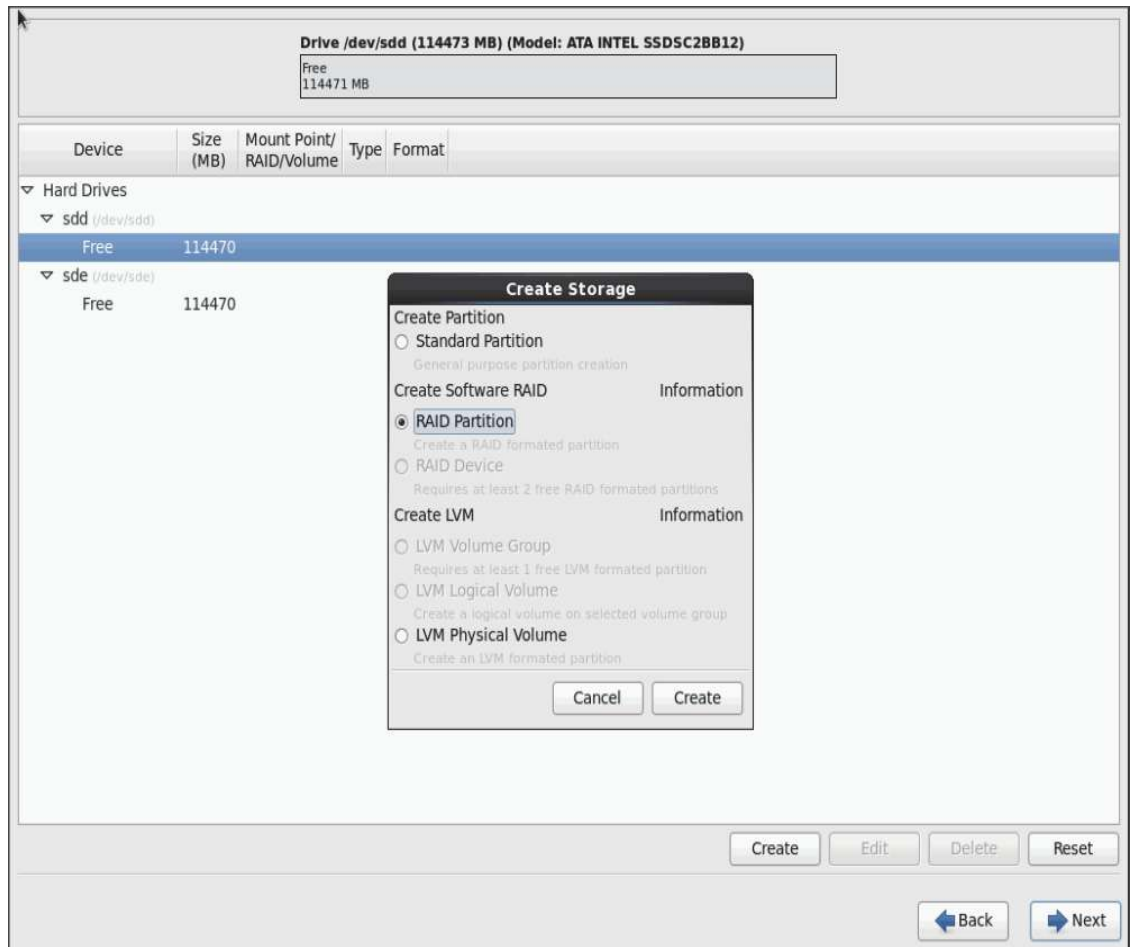 Drive /dev/sdd (114473 MB) (Model: ATA INTEL SSDSC2BB12)
Free
114471 MB
Device Size (MB) Mount Point/ RAID/Volume Type Format
Hard Drives
sdd (/dev/sdd)
Free 114470
sde (/dev/sde)
Free 114470
Create Storage
Create Partition
Standard Partition
General purpose partition creation
Create Software RAID Information
RAID Partition
Create a RAID formated partition
RAID Device
Requires at least 2 free RAID formated partitions
Create LVM Information
LVM Volume Group
Requires at least 1 free LVM formated partition
LVM Logical Volume
Create a logical volume on selected volume group
LVM Physical Volume
Create an LVM formated partition
Cancel Create
Create Edit Delete Reset
Back Next